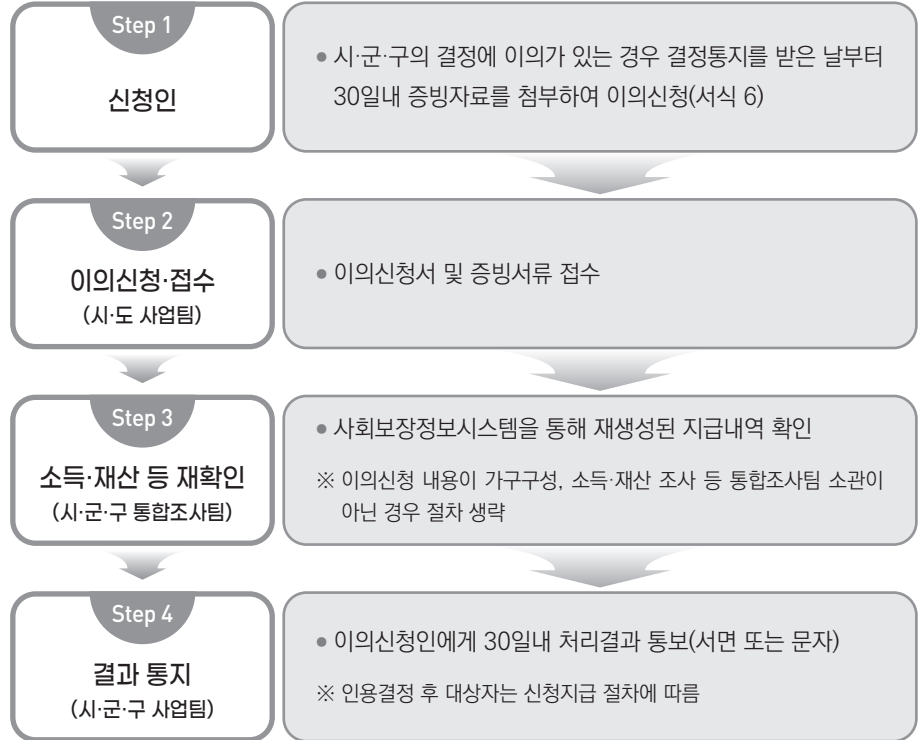 Step 1
신청인
● 시·군·구의 결정에 이의가 있는 경우 결정통지를 받은 날부터
30일내 증빙자료를 첨부하여 이의신청(서식 6)
Step 2
이의신청·접수
(시·도 사업팀)
● 이의신청서 및 증빙서류 접수
Step 3
소득·재산 등 재확인
(시·군·구 통합조사팀)
● 사회보장정보시스템을 통해 재생성된 지급내역 확인
※ 이의신청 내용이 가구구성, 소득·재산 조사 등 통합조사팀 소관이
아닌 경우 절차 생략
Step 4
결과 통지
(시·군·구 사업팀)
● 이의신청인에게 30일내 처리결과 통보(서면 또는 문자)
※ 인용결정 후 대상자는 신청지급 절차에 따름